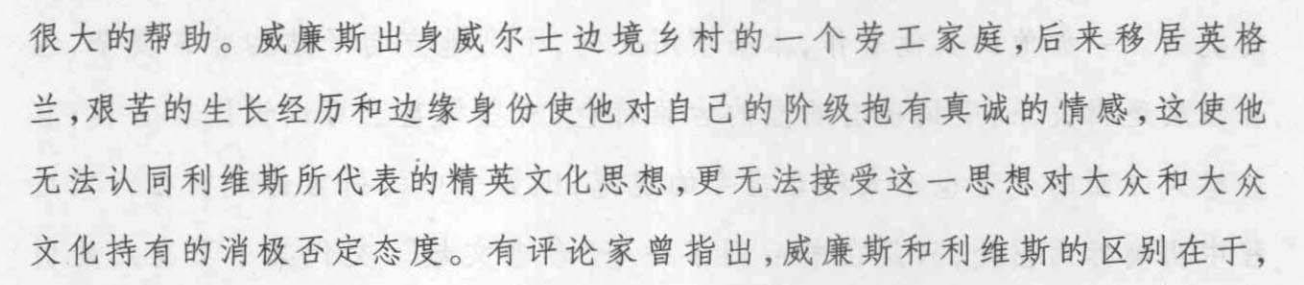 很大的帮助。威廉斯出身威尔士边境乡村的一个劳工家庭,后来移居英格
兰,艰苦的生长经历和边缘身份使他对自己的阶级抱有真诚的情感,这使他
无法认同利维斯所代表的精英文化思想,更无法接受这一思想对大众和大众
文化持有的消极否定态度。有评论家曾指出,威廉斯和利维斯的区别在于,